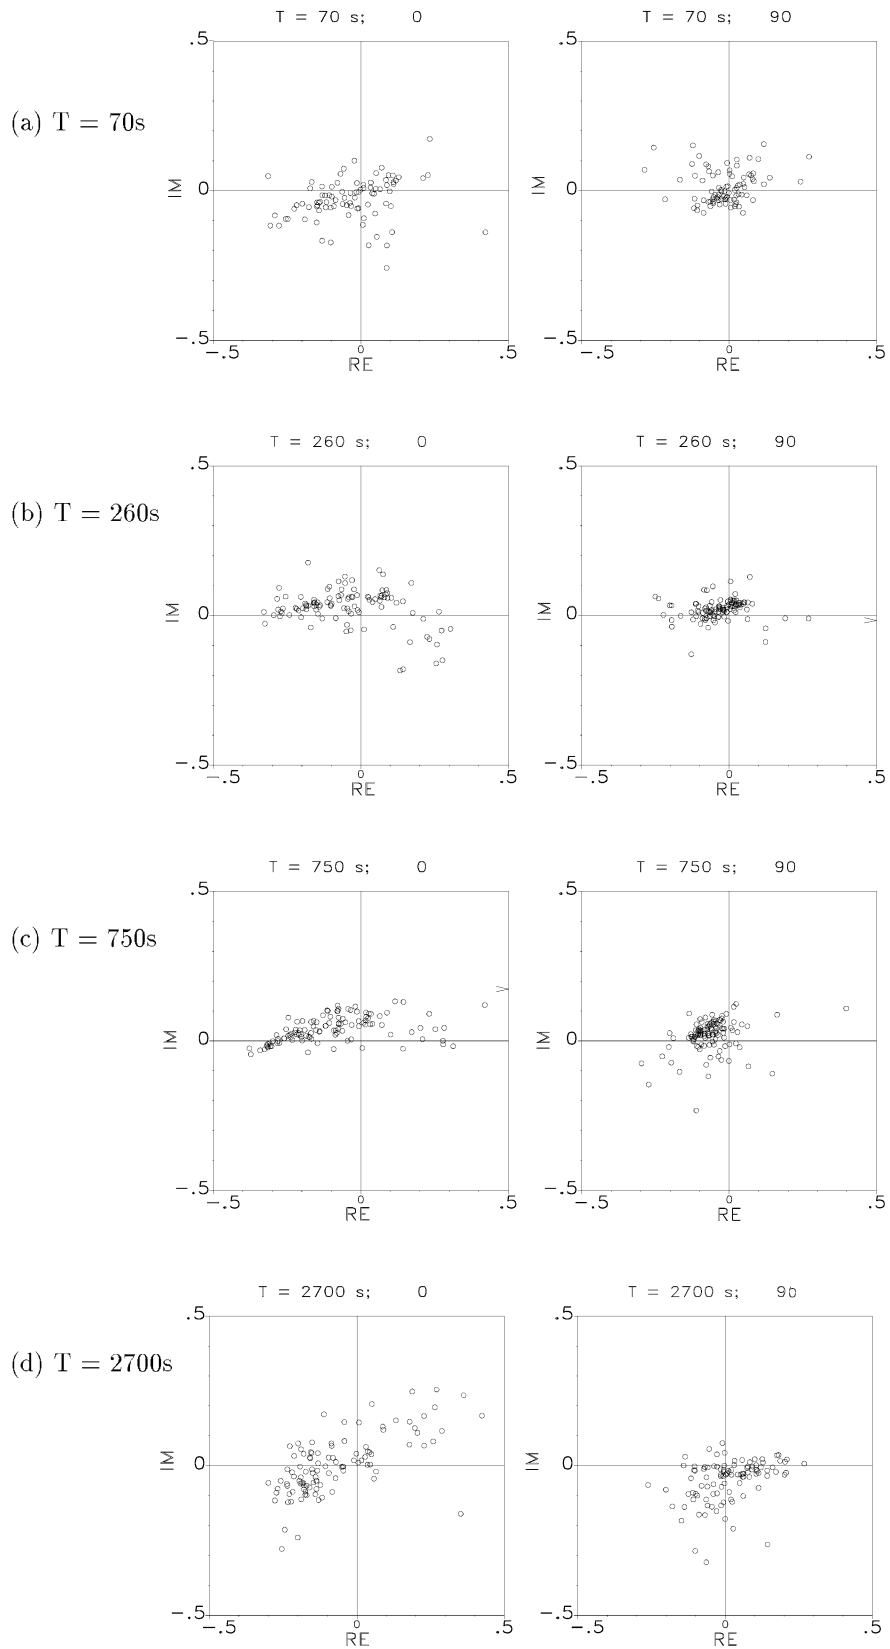 T = 70 s; 0
T = 70 s; 90
(a) T = 70s
.5
0
-.5
IM
-.5
0
.5
RE
.5
0
-.5
IM
-.5
0
.5
RE
T = 260 s; 0
T = 260 s; 90
(b) T = 260s
.5
0
-.5
IM
-.5
0
.5
RE
.5
0
-.5
IM
-.5
0
.5
RE
T = 750 s; 0
T = 750 s; 90
(c) T = 750s
.5
0
-.5
IM
-.5
0
.5
RE
.5
0
-.5
IM
-.5
0
.5
RE
T = 2700 s; 0
T = 2700 s; 90
(d) T = 2700s
.5
0
-.5
IM
-.5
0
.5
RE
.5
0
-.5
IM
-.5
0
.5
RE